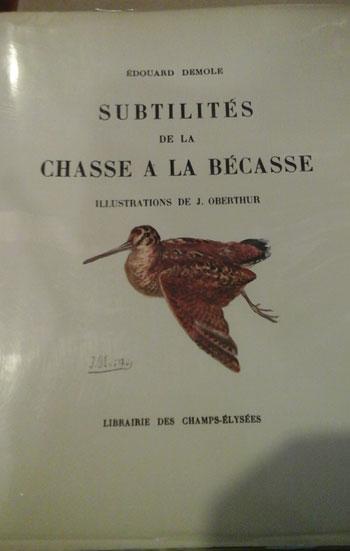 ÉDOUARD DEMOLE
SUBTILITÉS
DE LA
CHASSE A LA BÉCASSE
ILLUSTRATIONS DE J. OBERTHUR
LIBRAIRIE DES CHAMPS-ÉLYSÉES